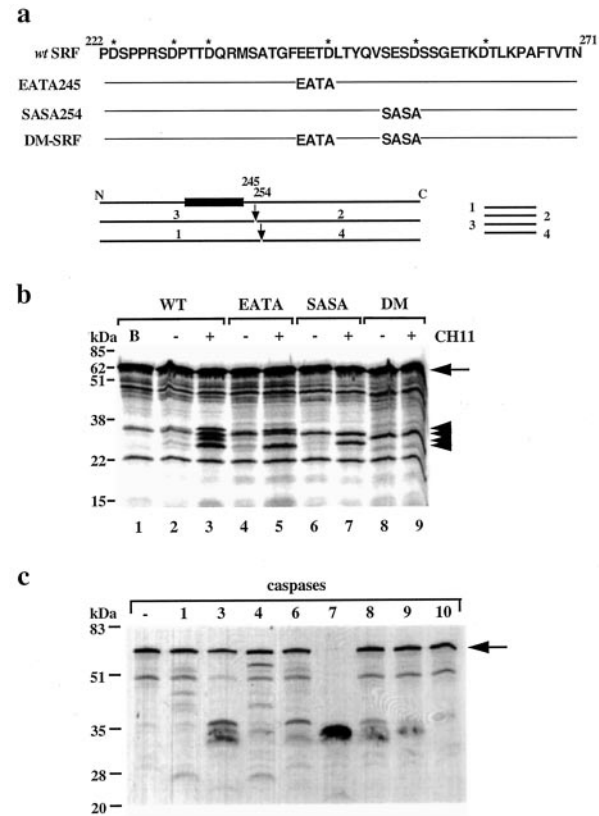 a
222 * * * * * * 271
wt SRF PDSPPRSDPTTDQRMSATGFEETDLTYQVSESDSSGETKDTLKPAFTVTN
EATA245 EATA
SASA254 SASA
DM-SRF EATA SASA
245
N 254 C
3 2
1 4
1
2
3
4
b
WT EATA SASA DM
kDa B - + - + - + - + CH11
85
62
51
38
22
15
1 2 3 4 5 6 7 8 9
c
caspases
kDa - 1 3 4 6 7 8 9 10
83
51
35
28
20